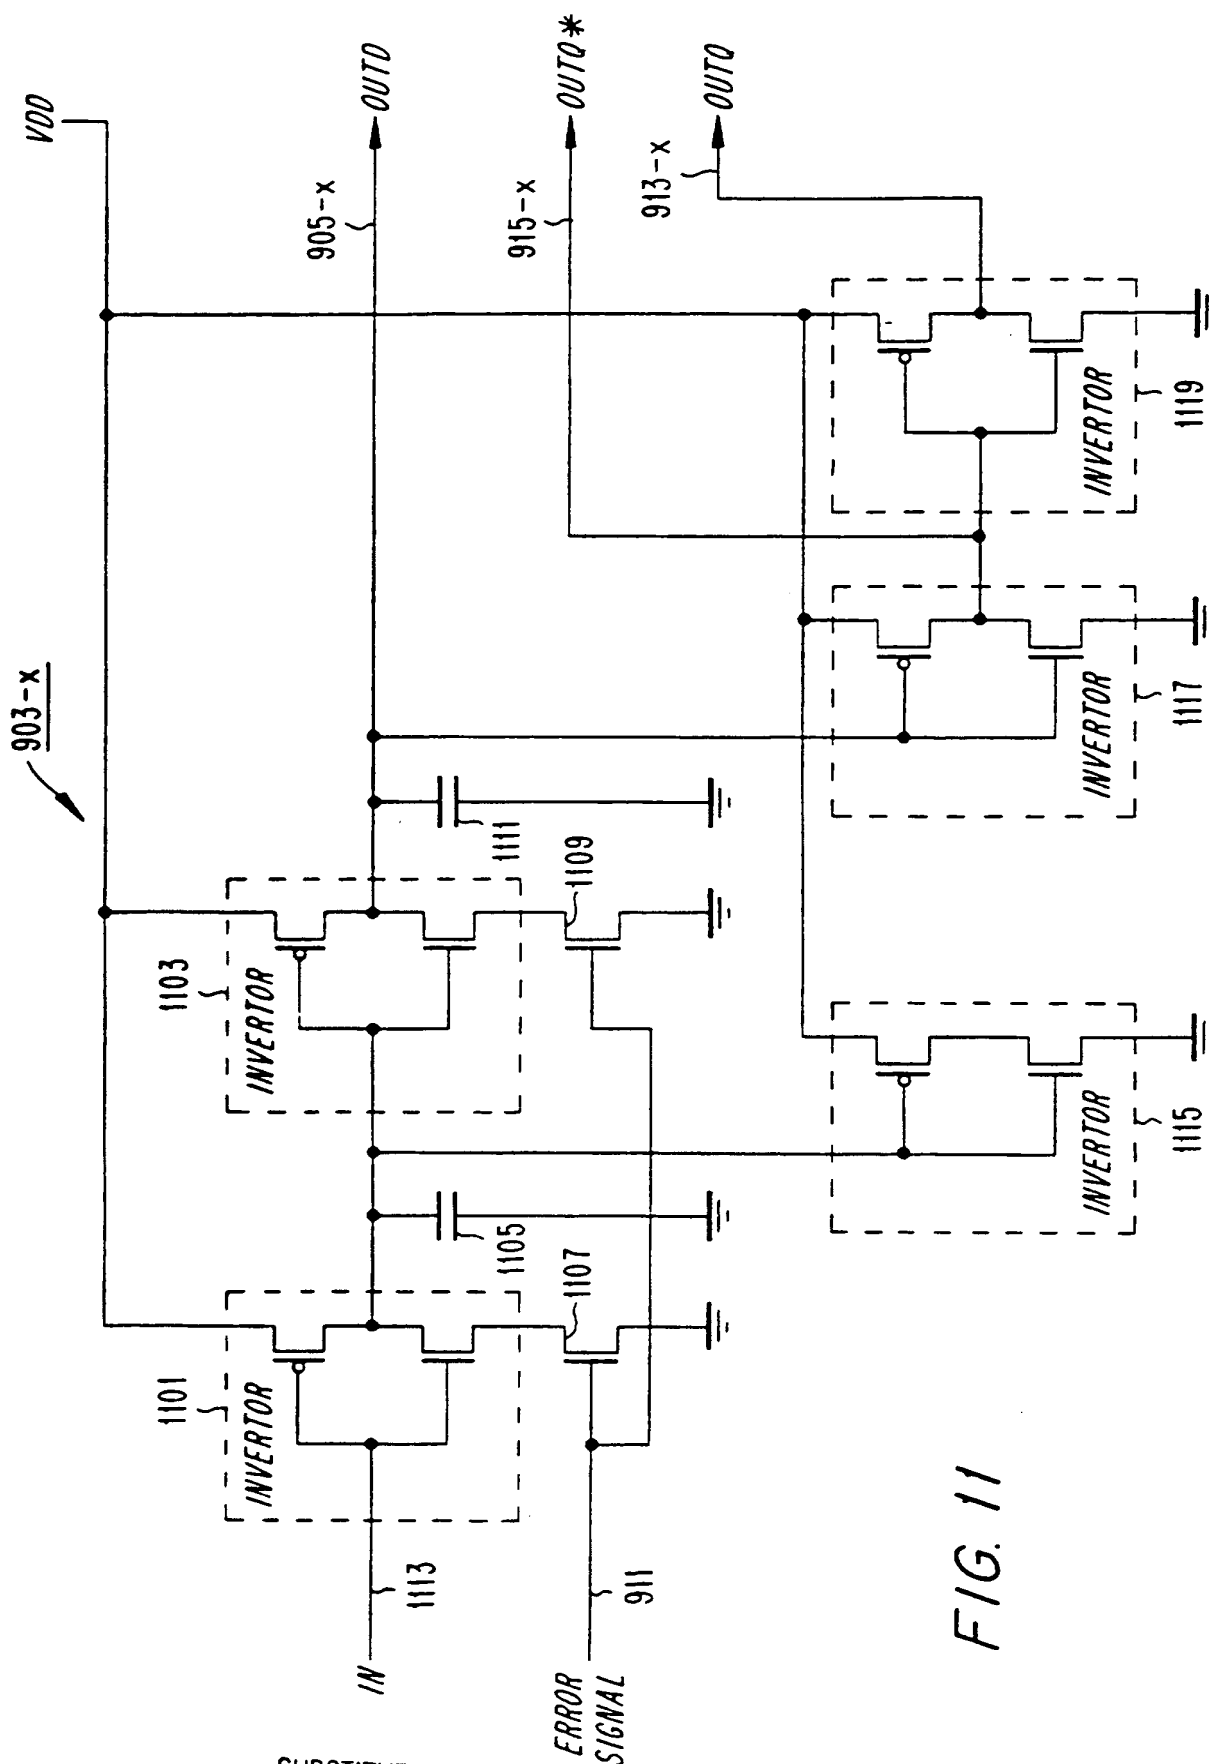 903-x
VDD
1101
1103
INVERTOR
INVERTOR
905-x
IN
OUTD
1113
1105
1111
915-x
ERROR
SIGNAL
1107
1109
OUTQ*
911
913-x
OUTQ
FIG. 11
INVERTOR
INVERTOR
INVERTOR
1115
1117
1119